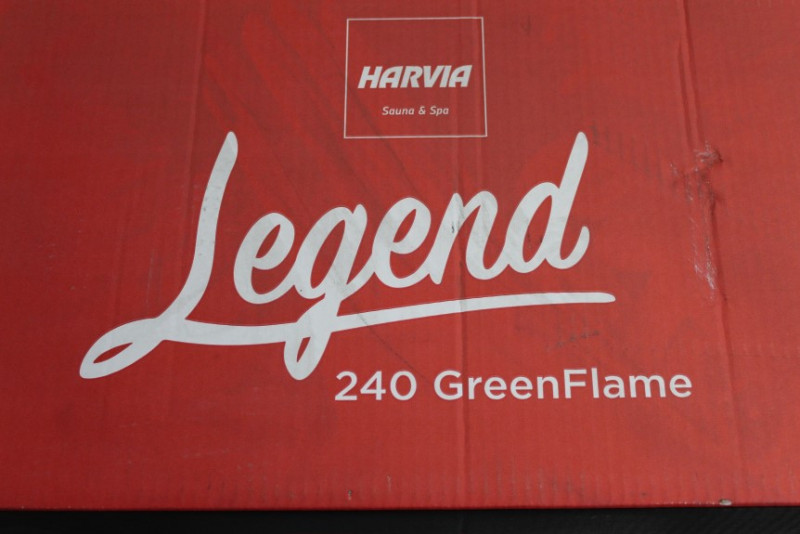 HARVIA
Sauna & Spa
Legend
240 GreenFlame